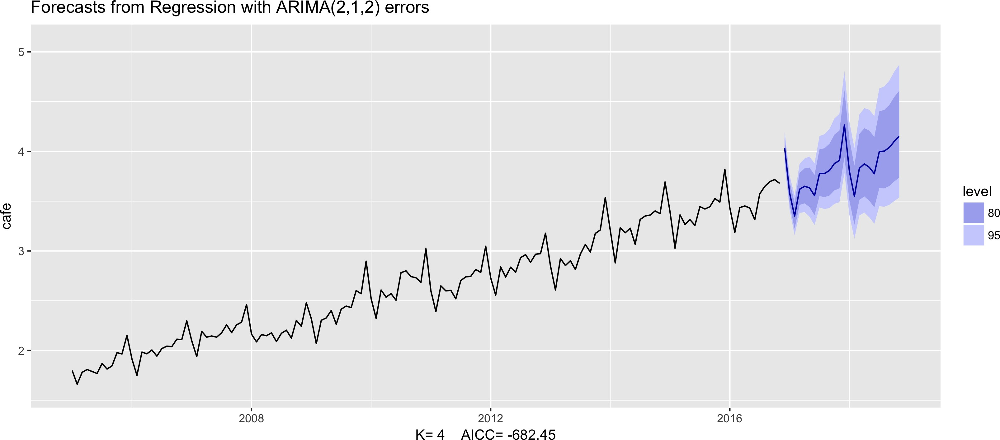 Forecasts from Regression with ARIMA(2,1,2) errors
5
4
3
2
cafe
2008
2012
2016
K= 4 AICC= -682.45
level
80
95